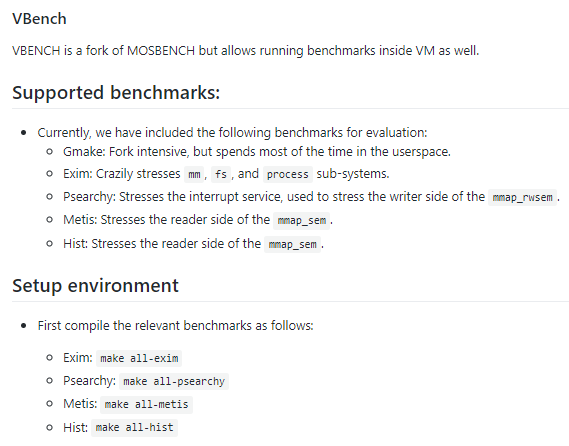 VBench
VBENCH is a fork of MOSBENCH but allows running benchmarks inside VM as well.
Supported benchmarks:
Currently, we have included the following benchmarks for evaluation:
Gmake: Fork intensive, but spends most of the time in the userspace.
Exim: Crazily stresses mm, fs, and process sub-systems.
Psearchy: Stresses the interrupt service, used to stress the writer side of the mmap_rwsem.
Metis: Stresses the reader side of the mmap_sem.
Hist: Stresses the reader side of the mmap_sem.
Setup environment
First compile the relevant benchmarks as follows:
Exim: make all-exim
Psearchy: make all-psearchy
Metis: make all-metis
Hist: make all-hist